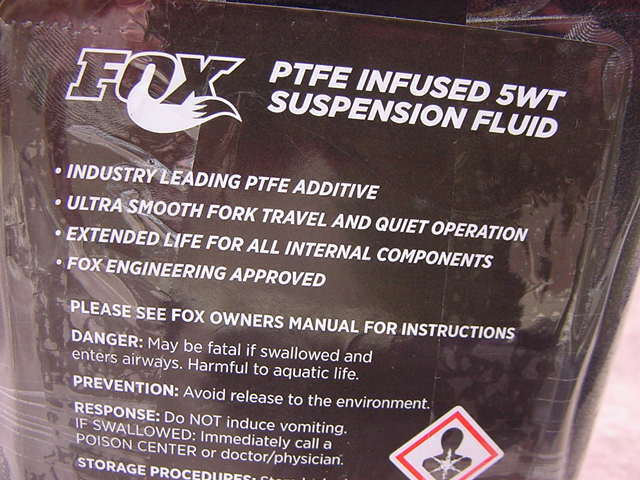 FOX
PTFE INFUSED 5WT
SUSPENSION FLUID
• INDUSTRY LEADING PTFE ADDITIVE
• ULTRA SMOOTH FORK TRAVEL AND QUIET OPERATION
• EXTENDED LIFE FOR ALL INTERNAL COMPONENTS
• FOX ENGINEERING APPROVED
PLEASE SEE FOX OWNERS MANUAL FOR INSTRUCTIONS
DANGER: May be fatal if swallowed and
enters airways. Harmful to aquatic life.
PREVENTION: Avoid release to the environment.
RESPONSE: Do NOT induce vomiting.
IF SWALLOWED: Immediately call a
POISON CENTER or doctor/physician.
STORAGE PROCEDURES: